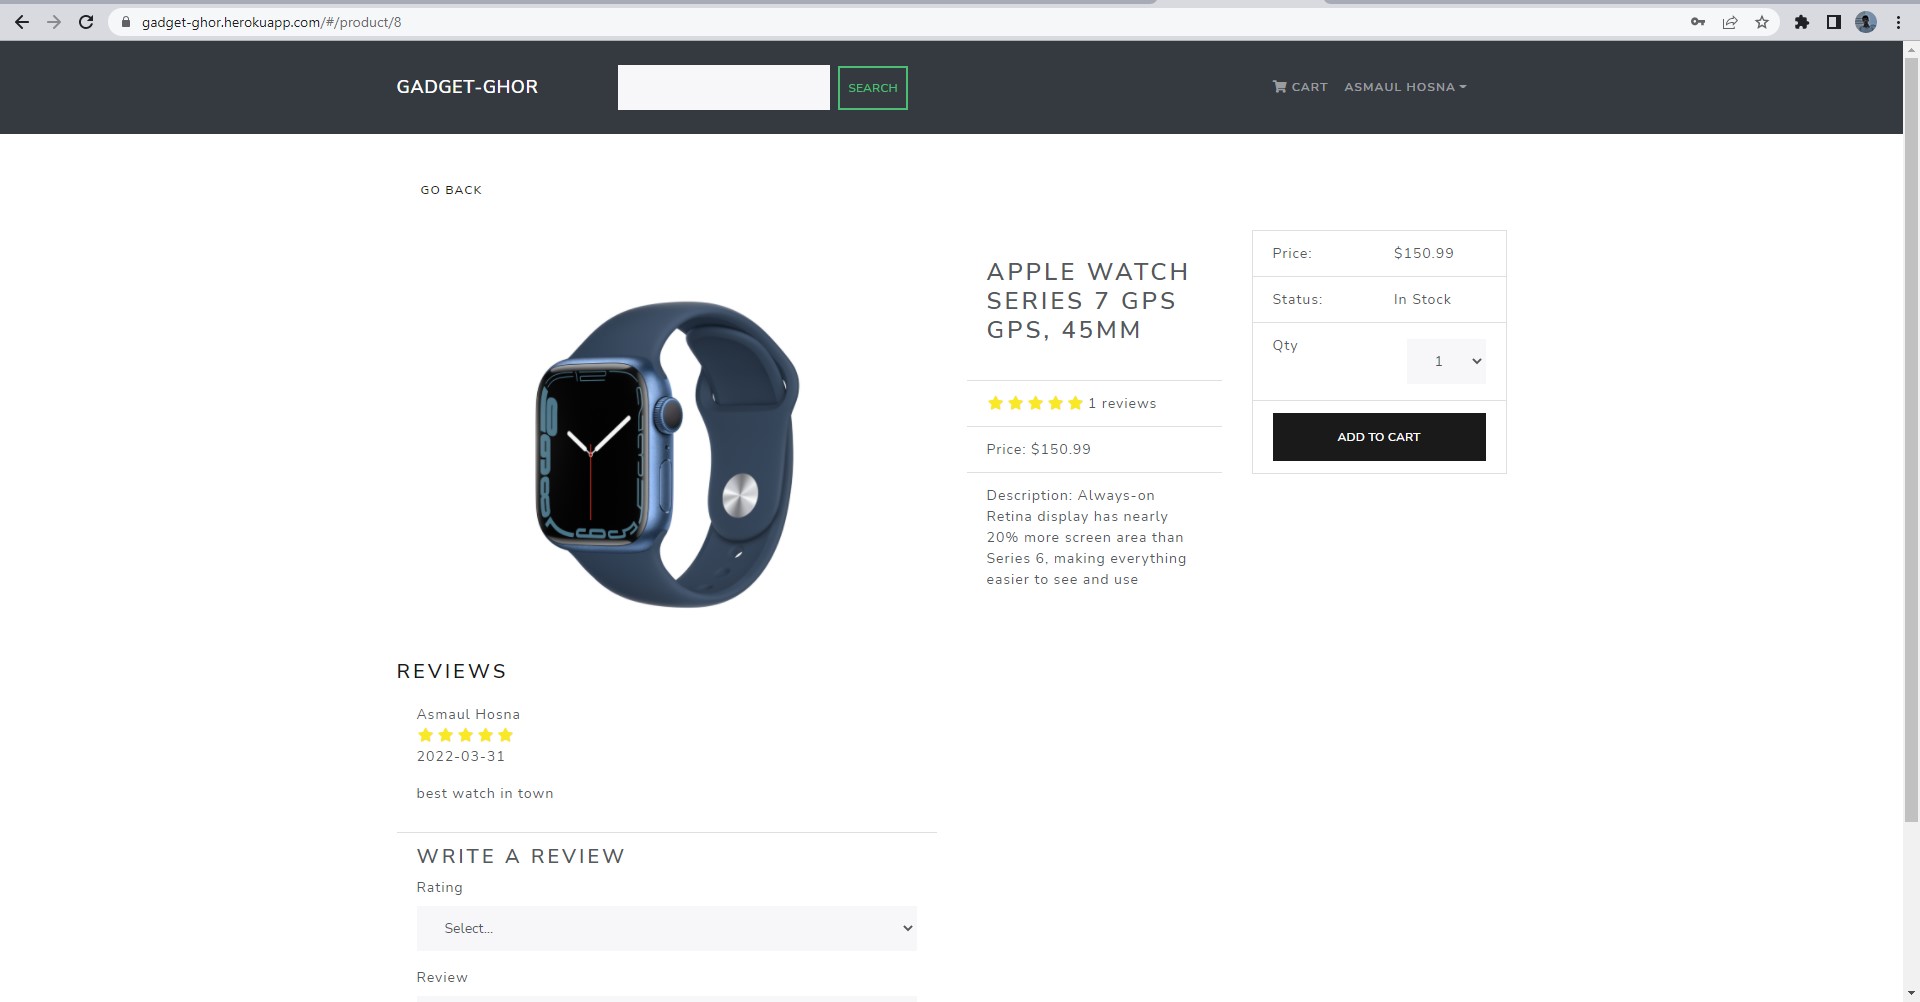 gadget-ghor.herokuapp.com/#/product/8
GADGET-GHOR
SEARCH
CART
ASMAUL HOSNA
GO BACK
APPLE WATCH
SERIES 7 GPS
GPS, 45MM
1 reviews
Price: $150.99
Description: Always-on
Retina display has nearly
20% more screen area than
Series 6, making everything
easier to see and use
Price: $150.99
Status: In Stock
Qty 1
ADD TO CART
REVIEWS
Asmaul Hosna
2022-03-31
best watch in town
WRITE A REVIEW
Rating
Select...
Review